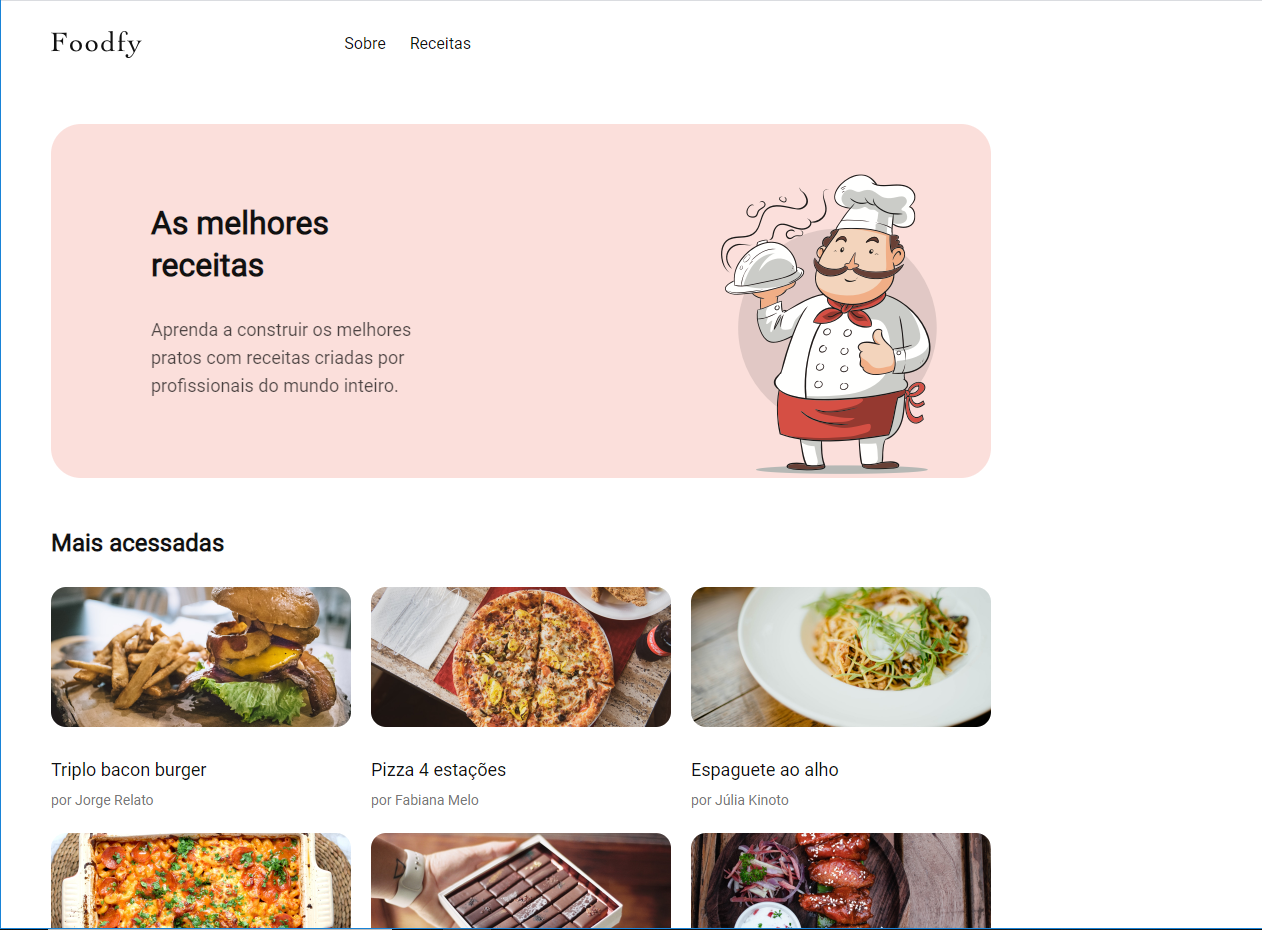 Foodfy
Sobre
Receitas
As melhores
receitas
Aprenda a construir os melhores
pratos com receitas criadas por
profissionais do mundo inteiro.
Mais acessadas
Triplo bacon burger
por Jorge Relato
Pizza 4 estações
por Fabiana Melo
Espaguete ao alho
por Júlia Kinoto